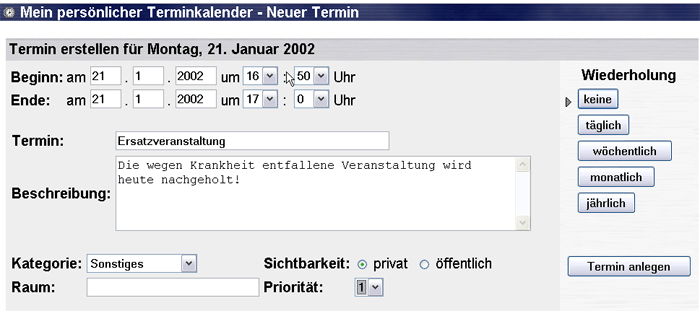 Mein persönlicher Terminkalender - Neuer Termin
Termin erstellen für Montag, 21. Januar 2002
Beginn: am 21 . 1 . 2002 um 16 : 50 Uhr
Ende: am 21 . 1 . 2002 um 17 : 0 Uhr
Termin: Ersatzveranstaltung
Beschreibung: Die wegen Krankheit entfallene Veranstaltung wird
heute nachgeholt!
Kategorie: Sonstiges Sichtbarkeit: privat öffentlich
Raum: Priorität: 1
Wiederholung
keine
täglich
wöchentlich
monatlich
jährlich
Termin anlegen